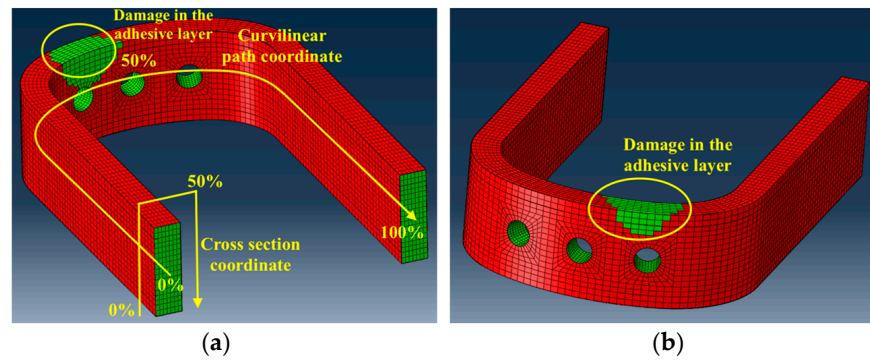 Damage in the
adhesive layer
Curvilinear
path coordinate
50%
50%
Cross section
coordinate
0%
0%
100%
Damage in the
adhesive layer
(a)
(b)